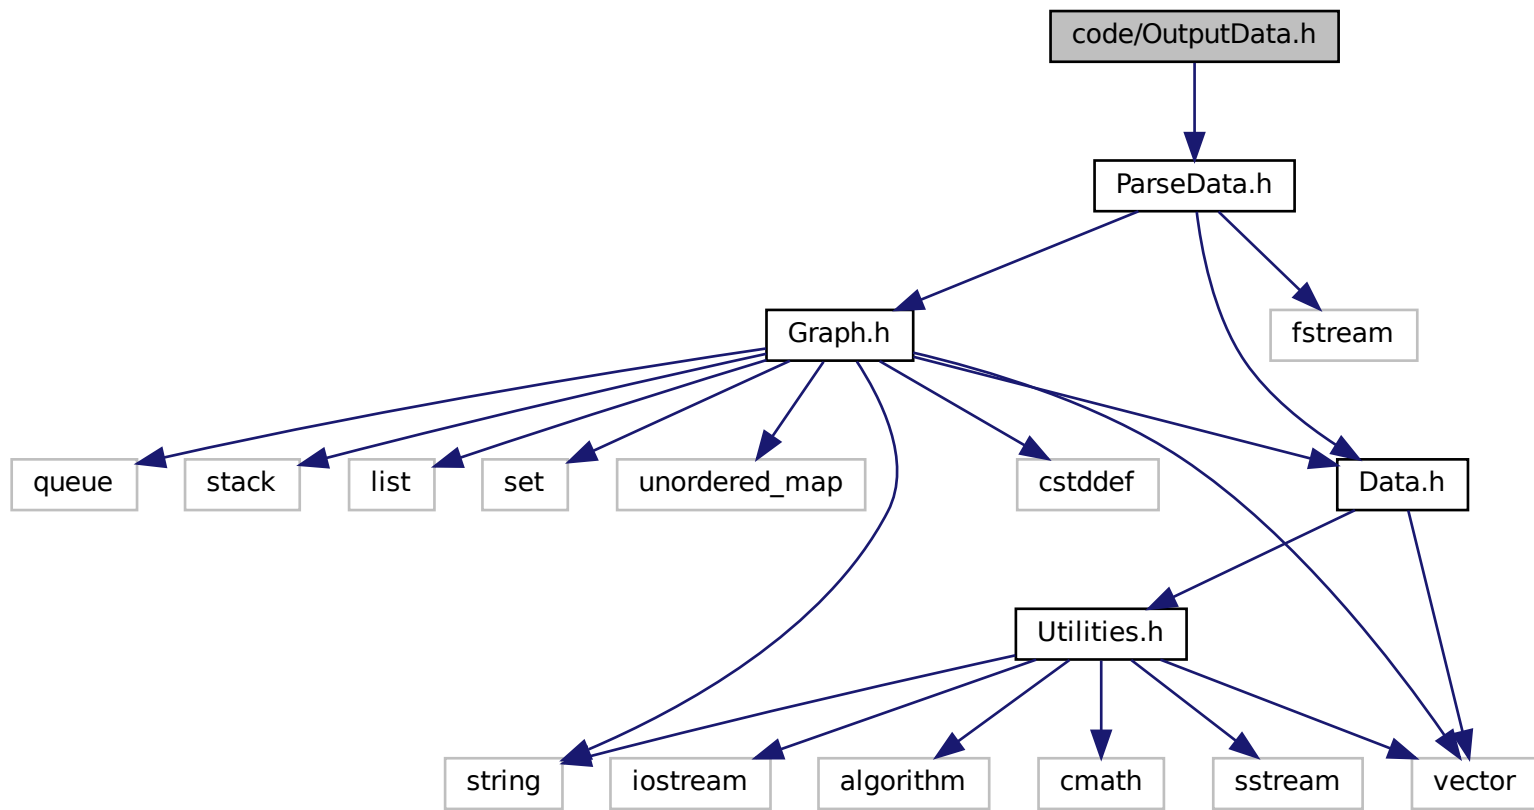 code/OutputData.h
ParseData.h
Graph.h
fstream
queue
stack
list
set
unordered_map
cstddef
Data.h
Utilities.h
string
iostream
algorithm
cmath
sstream
vector